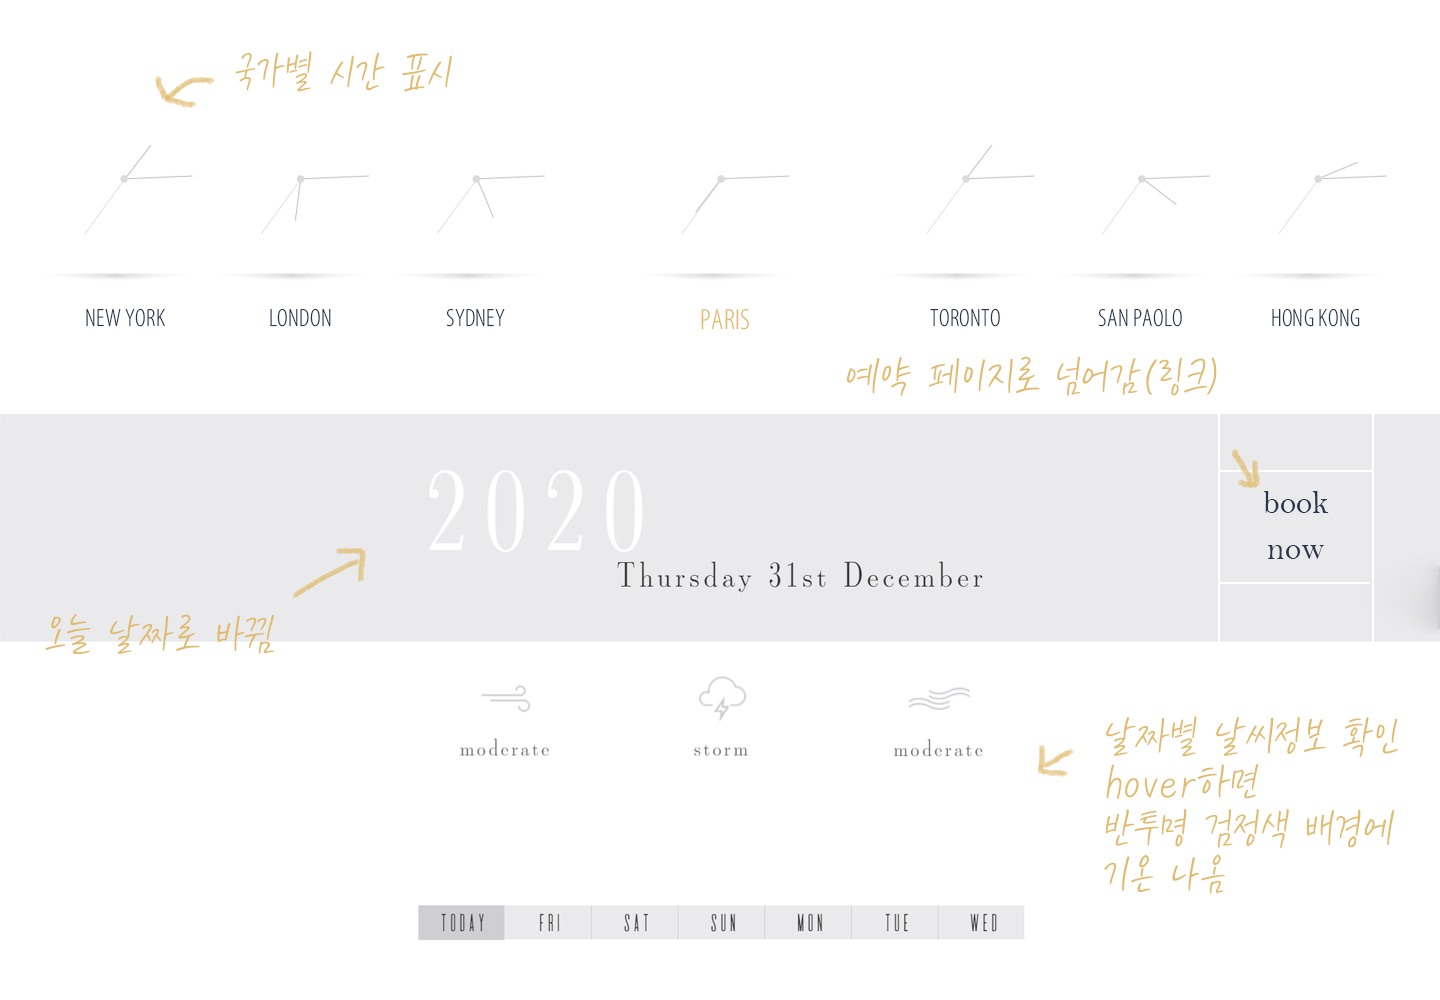 국가별 시간 표시
NEW YORK
LONDON
SYDNEY
PARIS
TORONTO
SAN PAOLO
HONG KONG
예약 페이지로 넘어감(링크)
2020
Thursday 31st December
book
now
오늘 날짜로 바뀜
moderate
storm
moderate
날짜별 날씨정보 확인
hover하면
반투명 검정색 배경에
기온 나옴
TODAY
FRI
SAT
SUN
MON
TUE
WED